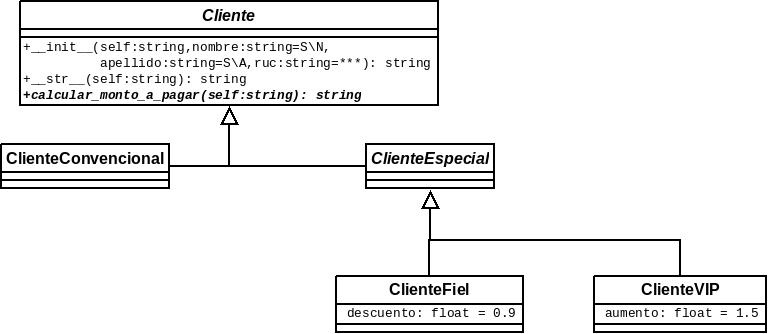 Cliente
+__init__(self:string,nombre:string=S\N,
apellido:string=S\A,ruc:string=***): string
+__str__(self:string): string
+calcular_monto_a_pagar(self:string): string
ClienteConvencional
ClienteEspecial
ClienteFiel
descuento: float = 0.9
ClienteVIP
aumento: float = 1.5